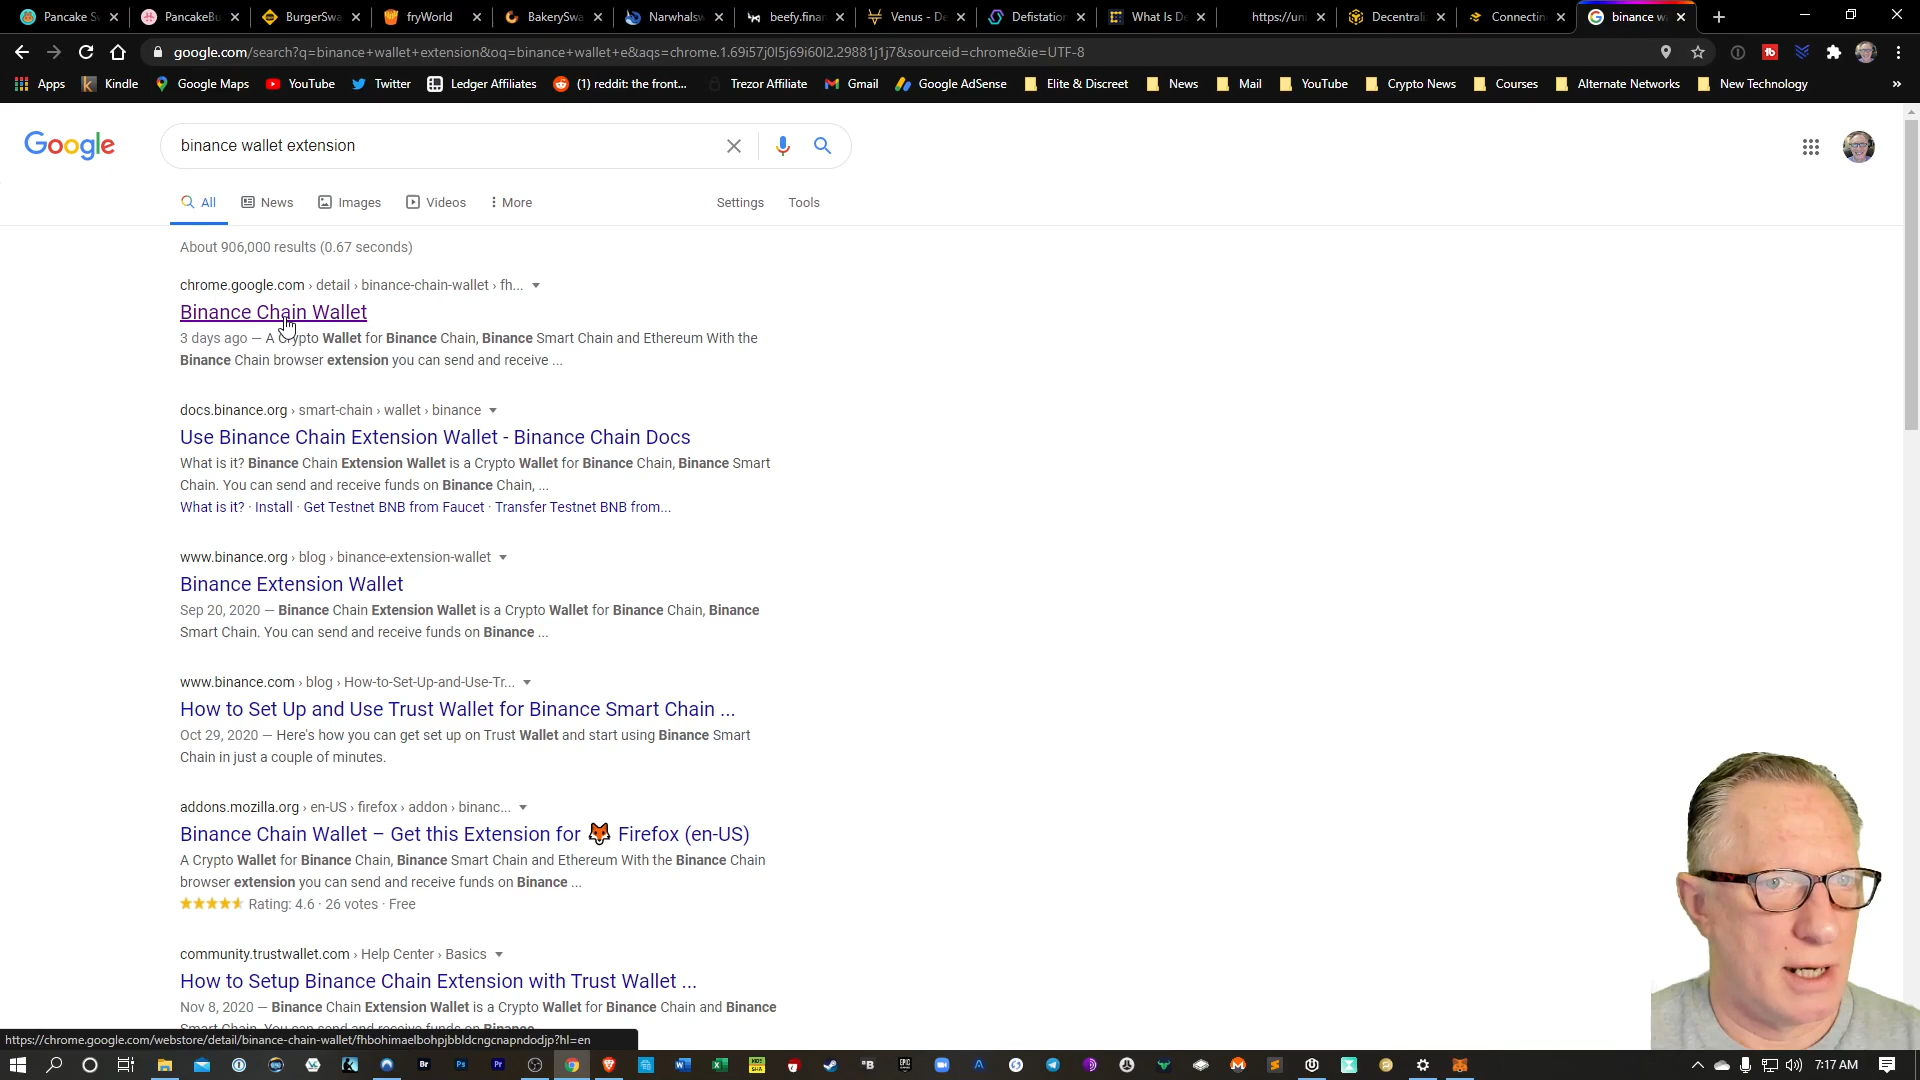 Pancake S
PancakeBu
BurgerSwa
fryWorld
BakerySwa
Narwhalsw
beefy.finan
Venus - De
Defistation
What Is De
https://uni
Decentrali
Connectin
binance w
google.com/search?q=binance+wallet+extension&oq=binance+wallet+e&aqs=chrome.1.69i57j0l5j69i60l2.29881j1j7&sourceid=chrome&ie=UTF-8
Apps Kindle Google Maps YouTube Twitter Ledger Affiliates (1) reddit: the front... Trezor Affiliate Gmail Google AdSense Elite & Discreet News Mail YouTube Crypto News Courses Alternate Networks New Technology »
Google
binance wallet extension
All News Images Videos More Settings Tools
About 906,000 results (0.67 seconds)
chrome.google.com › detail › binance-chain-wallet › fh...
Binance Chain Wallet
3 days ago — A Crypto Wallet for Binance Chain, Binance Smart Chain and Ethereum With the
Binance Chain browser extension you can send and receive ...
docs.binance.org › smart-chain › wallet › binance
Use Binance Chain Extension Wallet - Binance Chain Docs
What is it? Binance Chain Extension Wallet is a Crypto Wallet for Binance Chain, Binance Smart
Chain. You can send and receive funds on Binance Chain, ...
What is it? · Install · Get Testnet BNB from Faucet · Transfer Testnet BNB from...
www.binance.org › blog › binance-extension-wallet
Binance Extension Wallet
Sep 20, 2020 — Binance Chain Extension Wallet is a Crypto Wallet for Binance Chain, Binance
Smart Chain. You can send and receive funds on Binance ...
www.binance.com › blog › How-to-Set-Up-and-Use-Tr...
How to Set Up and Use Trust Wallet for Binance Smart Chain ...
Oct 29, 2020 — Here's how you can get set up on Trust Wallet and start using Binance Smart
Chain in just a couple of minutes.
addons.mozilla.org › en-US › firefox › addon › binanc...
Binance Chain Wallet – Get this Extension for 🦊 Firefox (en-US)
A Crypto Wallet for Binance Chain, Binance Smart Chain and Ethereum With the Binance Chain
browser extension you can send and receive funds on Binance ...
Rating: 4.6 · 26 votes · Free
community.trustwallet.com › Help Center › Basics
How to Setup Binance Chain Extension with Trust Wallet ...
Nov 8, 2020 — Binance Chain Extension Wallet is a Crypto Wallet for Binance Chain and Binance
Smart Chain. You can send and receive funds on Binance
https://chrome.google.com/webstore/detail/binance-chain-wallet/fhbohimaelbohpjbbldcngcnapndodjp?hl=en
7:17 AM